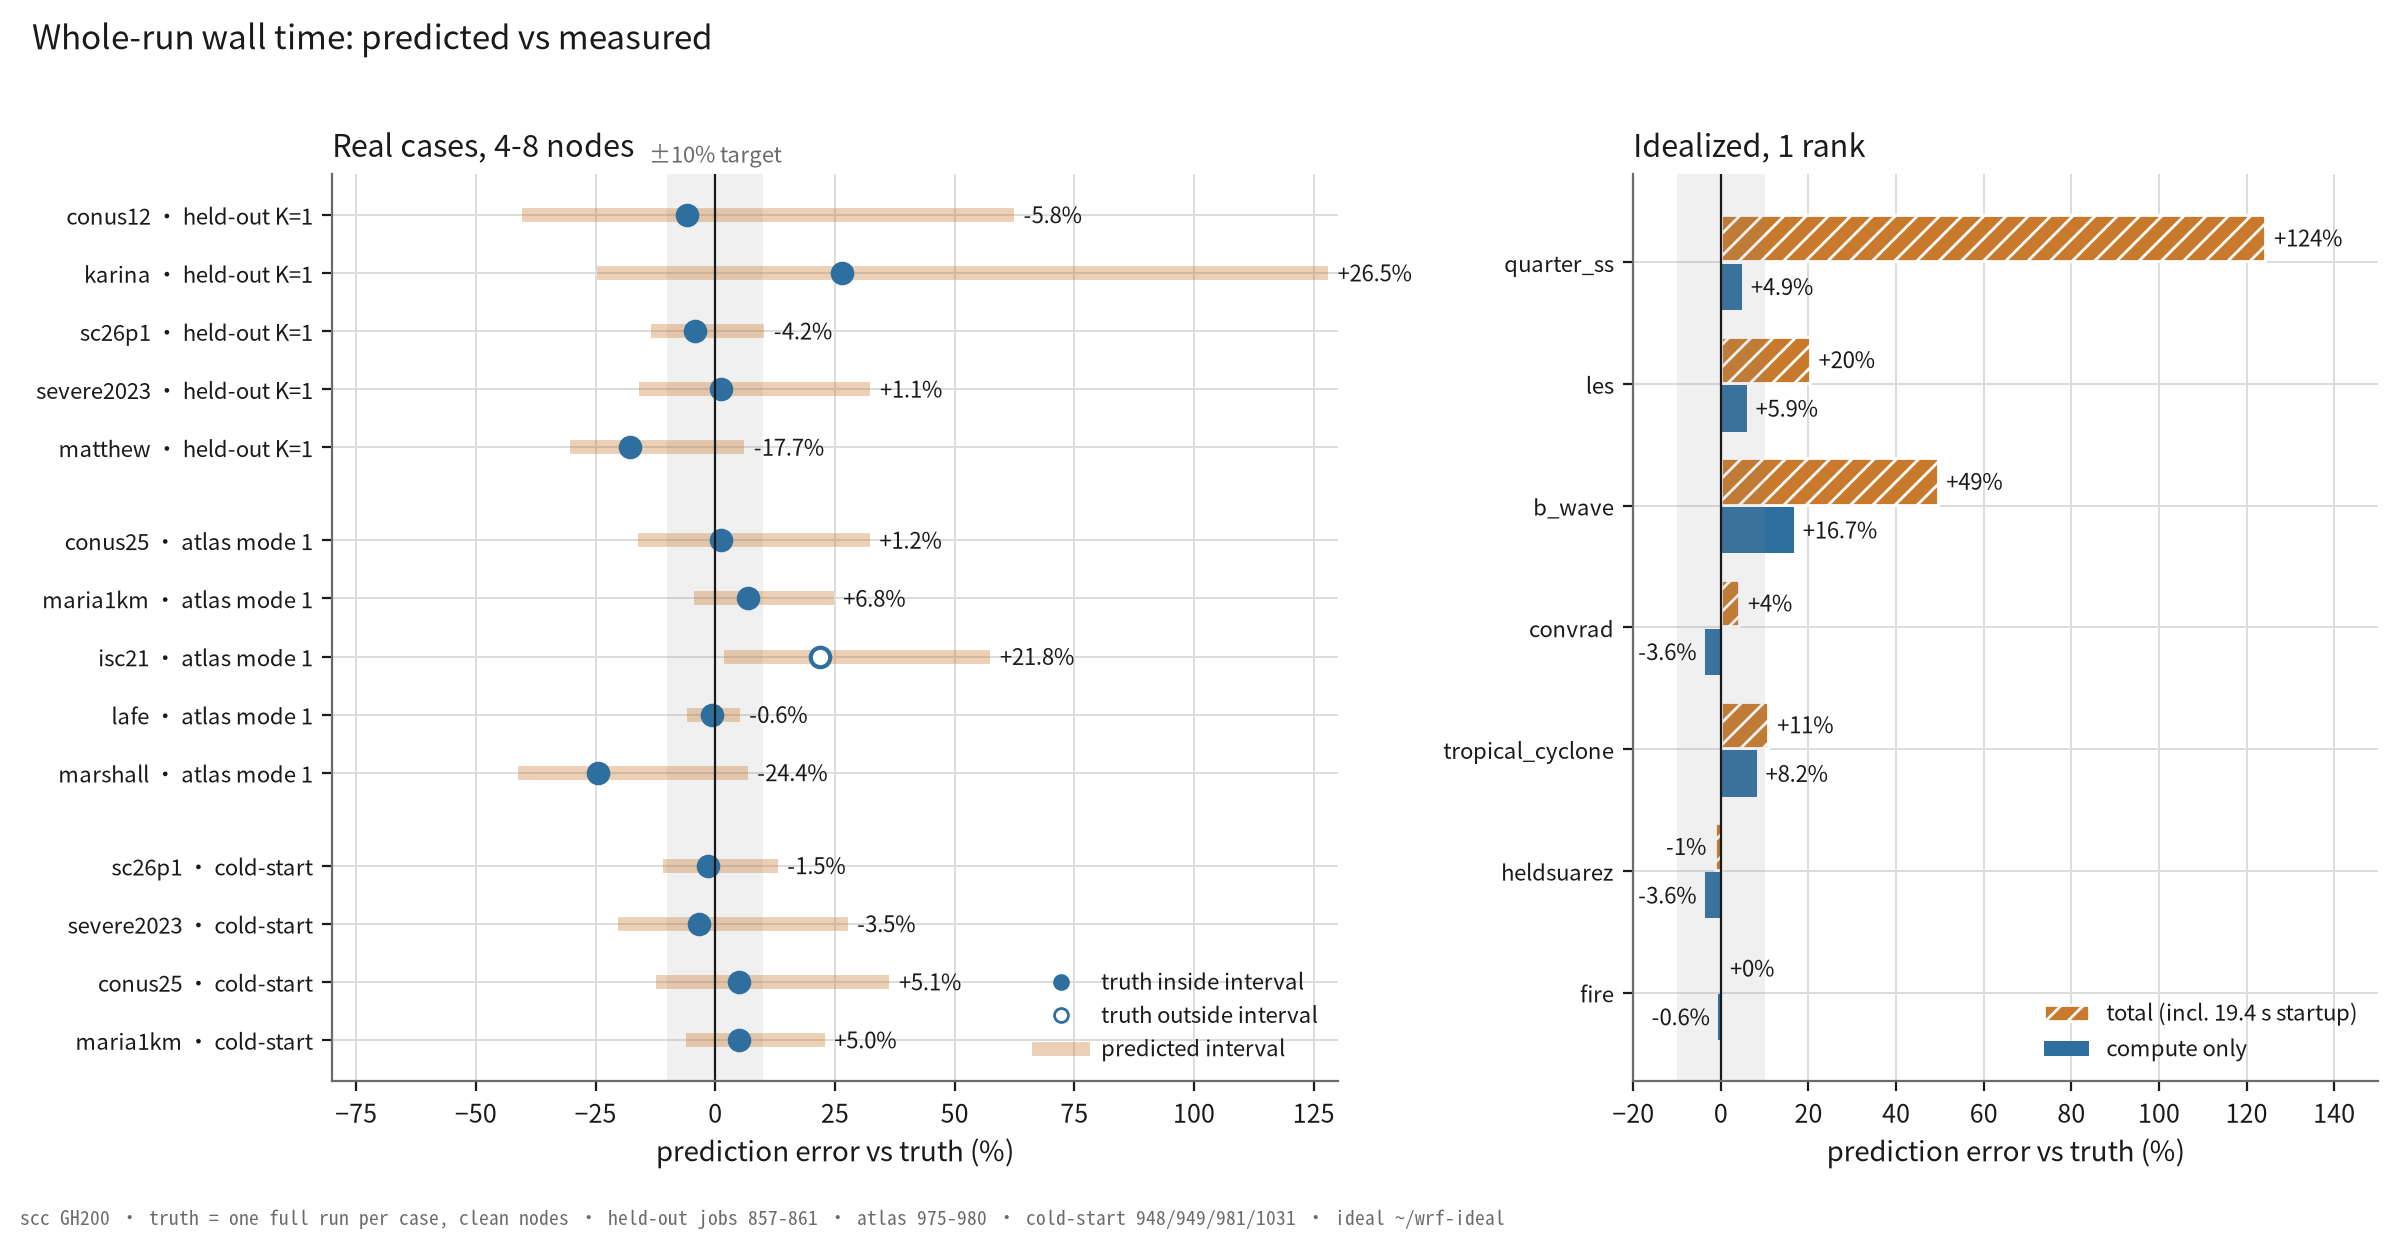 Whole-run wall time: predicted vs measured
Real cases, 4-8 nodes
±10% target
conus12 • held-out K=1
-5.8%
karina • held-out K=1
+26.5%
sc26p1 • held-out K=1
-4.2%
severe2023 • held-out K=1
+1.1%
matthew • held-out K=1
-17.7%
conus25 • atlas mode 1
+1.2%
maria1km • atlas mode 1
+6.8%
isc21 • atlas mode 1
+21.8%
lafe • atlas mode 1
-0.6%
marshall • atlas mode 1
-24.4%
sc26p1 • cold-start
-1.5%
severe2023 • cold-start
-3.5%
conus25 • cold-start
+5.1%
maria1km • cold-start
+5.0%
truth inside interval
truth outside interval
predicted interval
−75 −50 −25 0 25 50 75 100 125
prediction error vs truth (%)
Idealized, 1 rank
quarter_ss
+124%
+4.9%
les
+20%
+5.9%
b_wave
+49%
+16.7%
convrad
+4%
-3.6%
tropical_cyclone
+11%
+8.2%
heldsuarez
-1%
-3.6%
fire
+0%
-0.6%
total (incl. 19.4 s startup)
compute only
−20 0 20 40 60 80 100 120 140
prediction error vs truth (%)
scc GH200 • truth = one full run per case, clean nodes • held-out jobs 857-861 • atlas 975-980 • cold-start 948/949/981/1031 • ideal ~/wrf-ideal